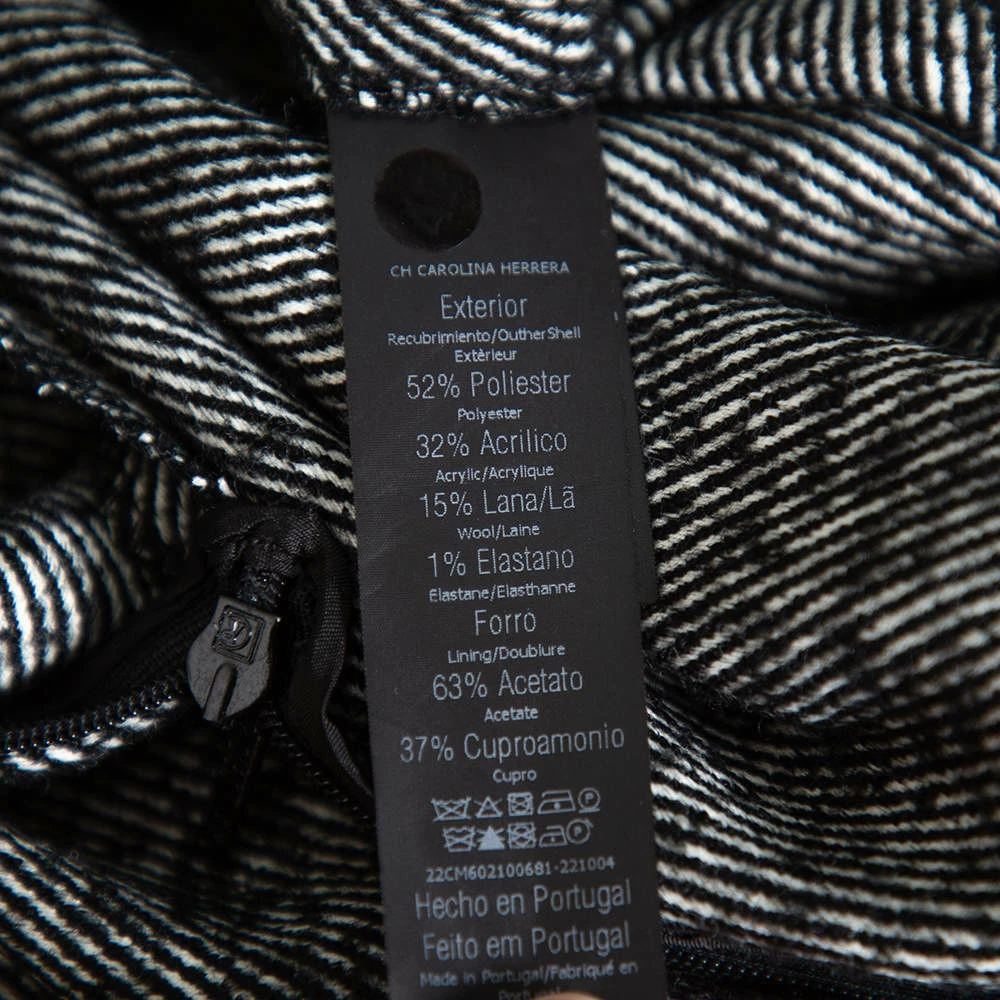 CH CAROLINA HERRERA
Exterior
Recubrimiento/OutherShell
Extèrieur
52% Poliester
Polyester
32% Acrilico
Acrylic/Acrylique
15% Lana/Lã
Wool/Laine
1% Elastano
Elastane/Elasthanne
Forro
Lining/Doublure
63% Acetato
Acetate
37% Cuproamonio
Cupro
22CM602100681-221004
Hecho en Portugal
Feito em Portugal
Made in Portugal/Fabriqué en
Portugal